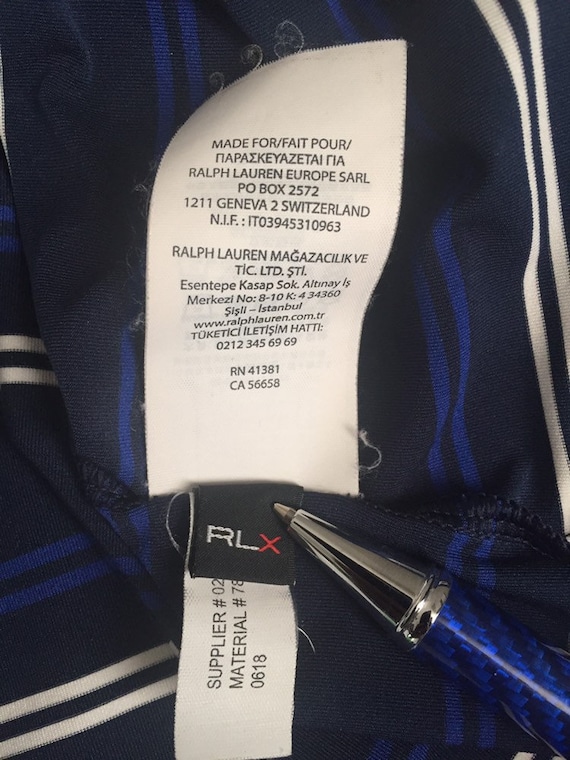 MADE FOR/FAIT POUR/
ΠΑΡΑΣΚΕΥΑΖΕΤΑΙ ΓΙΑ
RALPH LAUREN EUROPE SARL
PO BOX 2572
1211 GENEVA 2 SWITZERLAND
N.I.F. : IT03945310963
RALPH LAUREN MAĞAZACILIK VE
TİC. LTD. ŞTİ.
Esentepe Kasap Sok. Altınay İş
Merkezi No: 8-10 K: 4 34360
Şişli – İstanbul
www.ralphlauren.com.tr
TÜKETİCİ İLETİŞİM HATTI:
0212 345 69 69
RN 41381
CA 56658
RLX
SUPPLIER # 02
MATERIAL # 78
0618